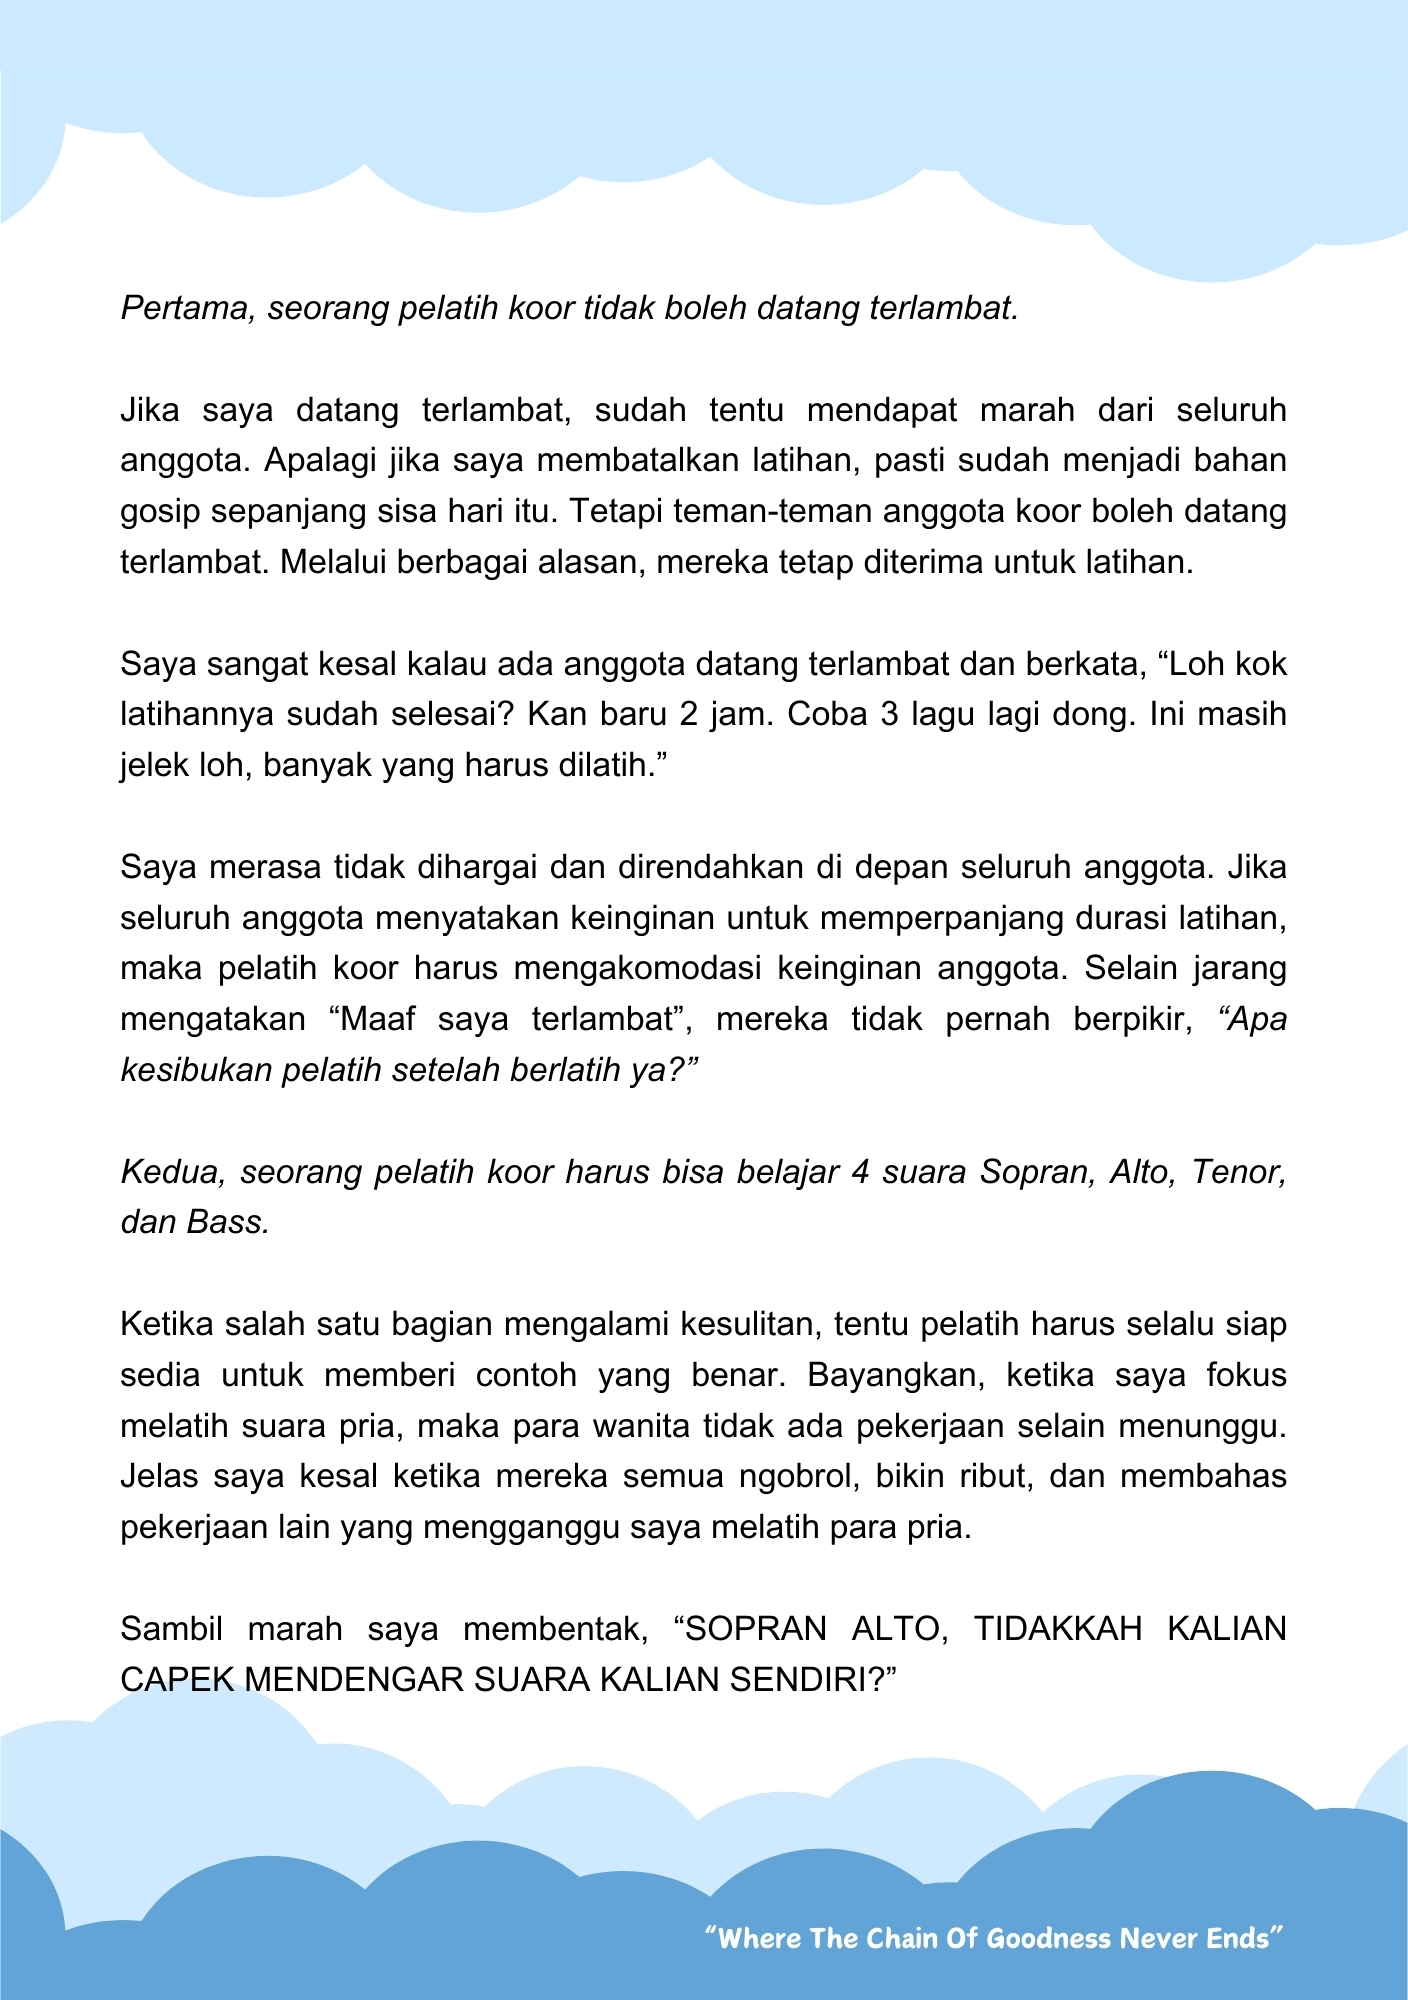 Pertama, seorang pelatih koor tidak boleh datang terlambat.
Jika saya datang terlambat, sudah tentu mendapat marah dari seluruh
anggota. Apalagi jika saya membatalkan latihan, pasti sudah menjadi bahan
gosip sepanjang sisa hari itu. Tetapi teman-teman anggota koor boleh datang
terlambat. Melalui berbagai alasan, mereka tetap diterima untuk latihan.
Saya sangat kesal kalau ada anggota datang terlambat dan berkata, “Loh kok
latihannya sudah selesai? Kan baru 2 jam. Coba 3 lagu lagi dong. Ini masih
jelek loh, banyak yang harus dilatih.”
Saya merasa tidak dihargai dan direndahkan di depan seluruh anggota. Jika
seluruh anggota menyatakan keinginan untuk memperpanjang durasi latihan,
maka pelatih koor harus mengakomodasi keinginan anggota. Selain jarang
mengatakan “Maaf saya terlambat”, mereka tidak pernah berpikir, “Apa
kesibukan pelatih setelah berlatih ya?”
Kedua, seorang pelatih koor harus bisa belajar 4 suara Sopran, Alto, Tenor,
dan Bass.
Ketika salah satu bagian mengalami kesulitan, tentu pelatih harus selalu siap
sedia untuk memberi contoh yang benar. Bayangkan, ketika saya fokus
melatih suara pria, maka para wanita tidak ada pekerjaan selain menunggu.
Jelas saya kesal ketika mereka semua ngobrol, bikin ribut, dan membahas
pekerjaan lain yang mengganggu saya melatih para pria.
Sambil marah saya membentak, “SOPRAN ALTO, TIDAKKAH KALIAN
CAPEK MENDENGAR SUARA KALIAN SENDIRI?”
“Where The Chain Of Goodness Never Ends”